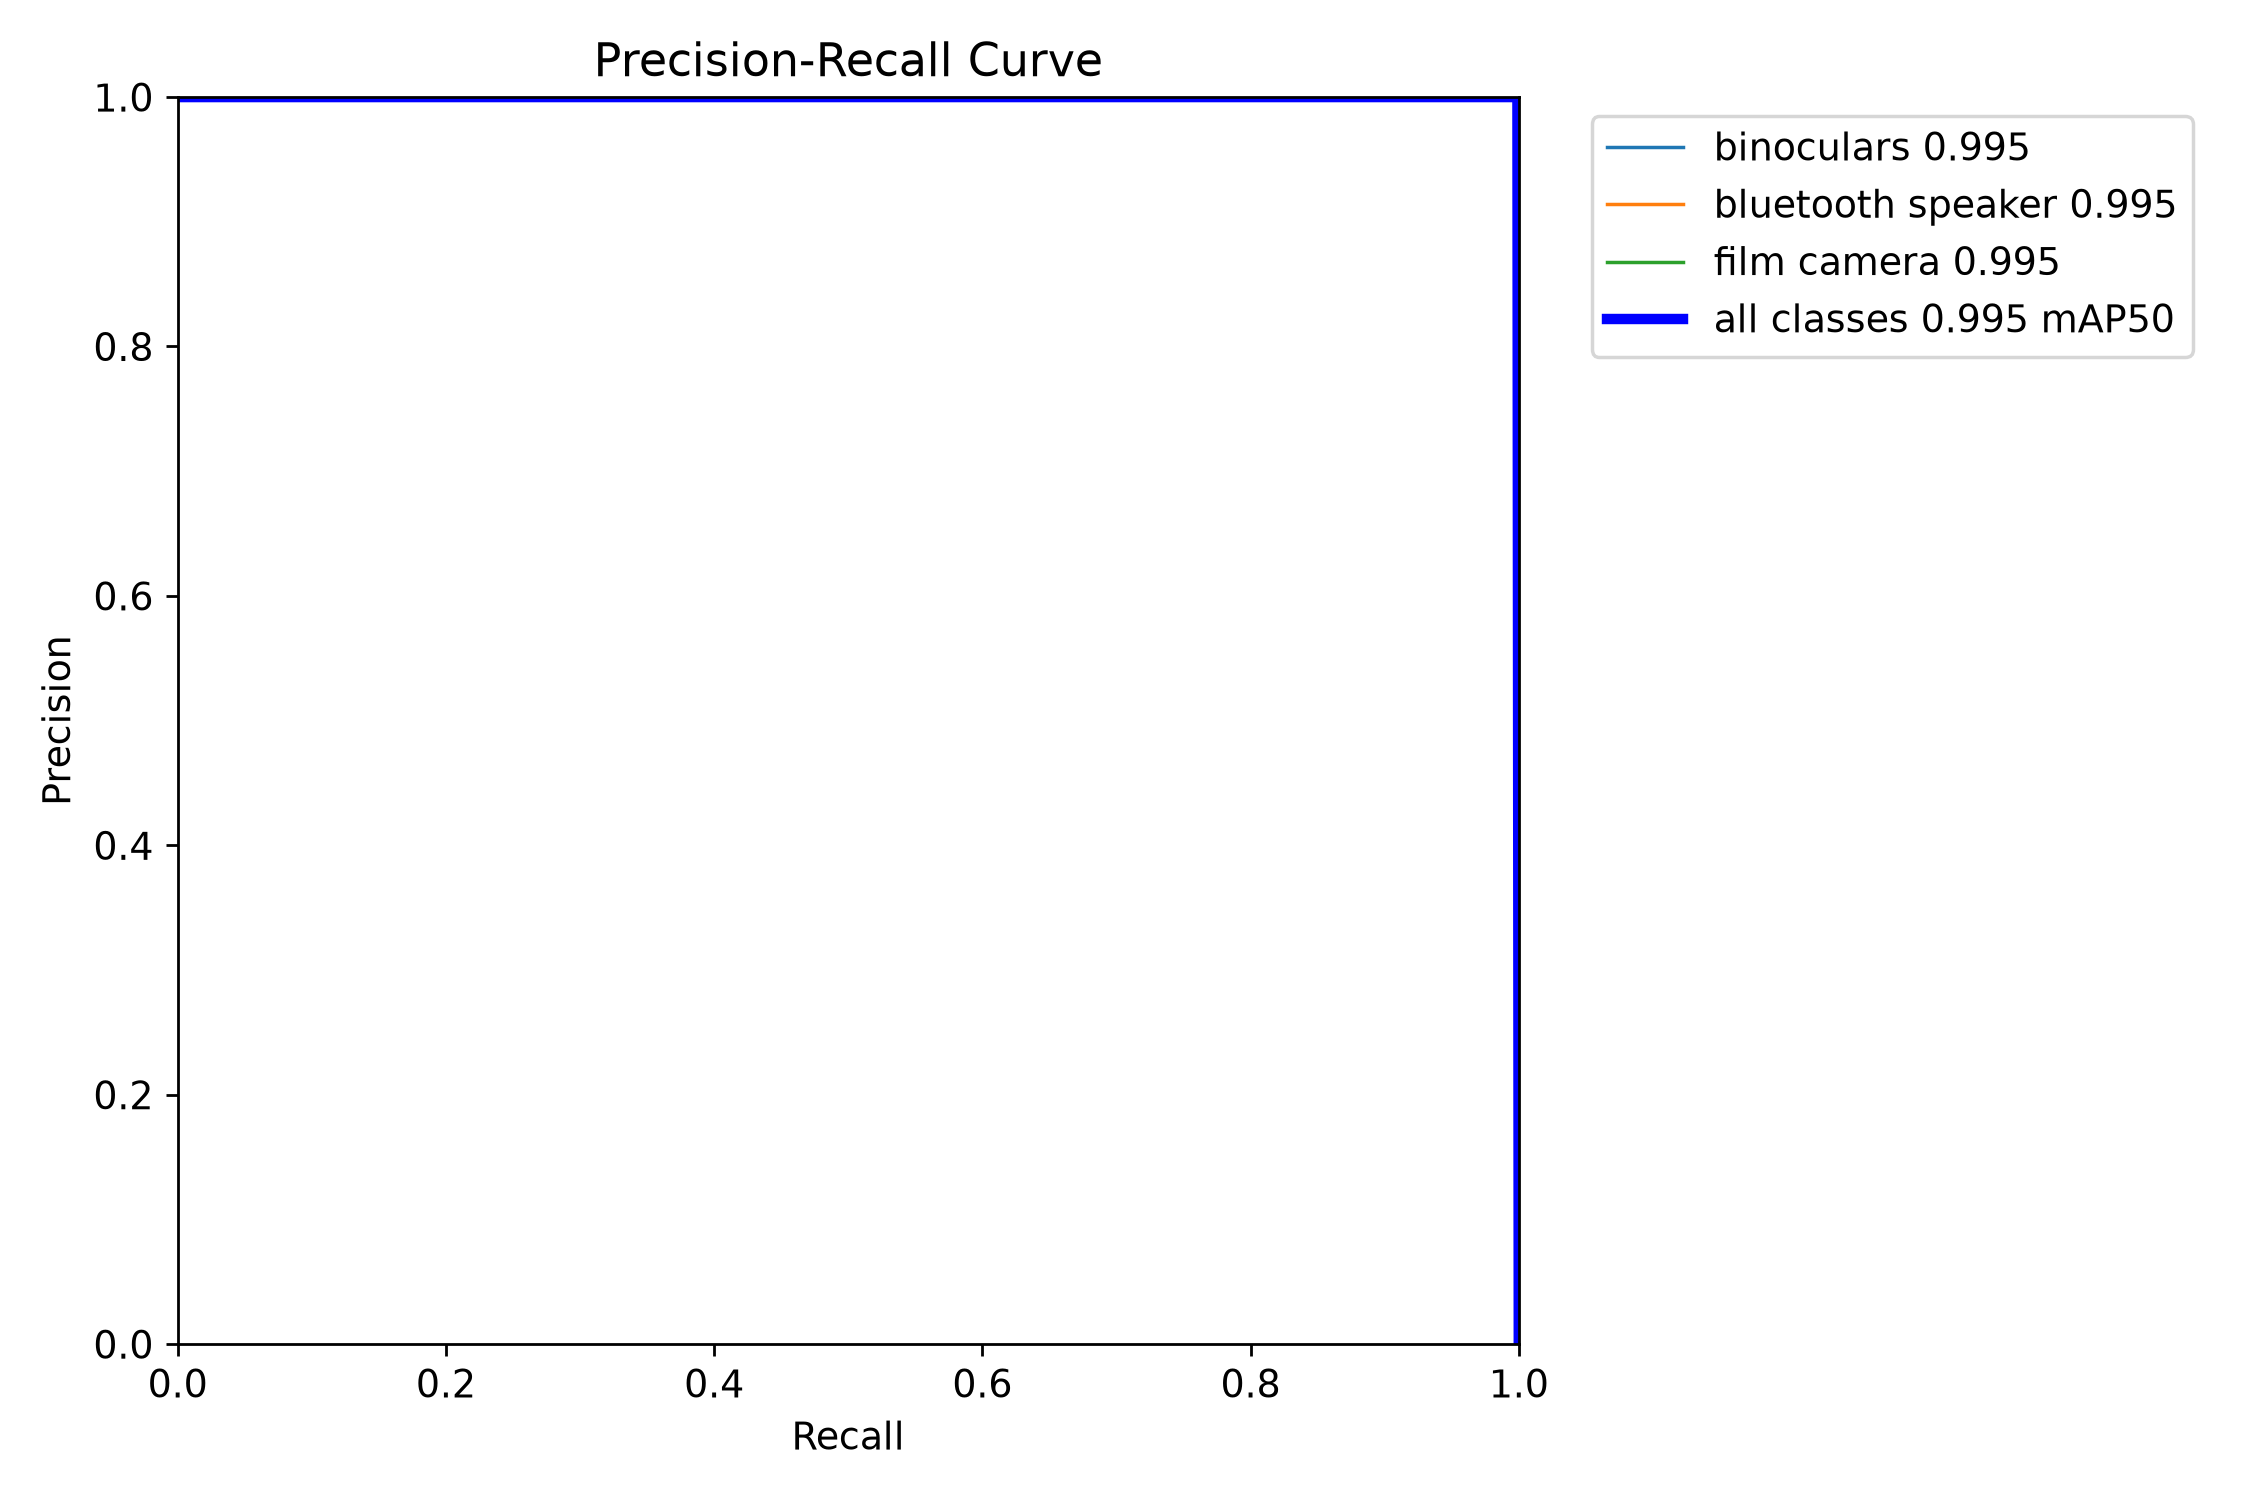 Precision-Recall Curve
1.0
0.8
0.6
0.4
0.2
0.0
Precision
0.0 0.2 0.4 0.6 0.8 1.0
Recall
binoculars 0.995
bluetooth speaker 0.995
film camera 0.995
all classes 0.995 mAP50